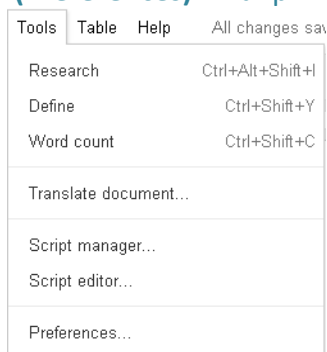 Tools Table Help All changes sav
Research Ctrl+Alt+Shift+I
Define Ctrl+Shift+Y
Word count Ctrl+Shift+C
Translate document...
Script manager...
Script editor...
Preferences...